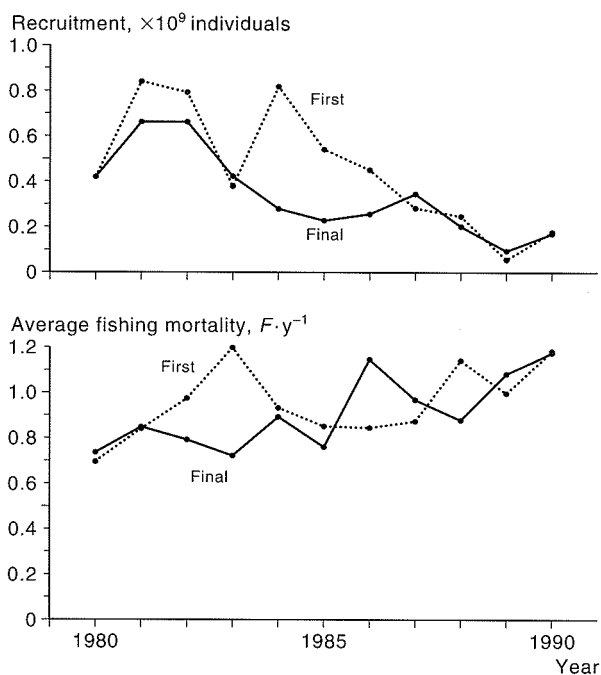 Recruitment, ×10⁹ individuals
1.0
0.8
First
0.6
0.4
0.2
Final
0
Average fishing mortality, F·y⁻¹
1.2
First
1.0
0.8
Final
0.6
0.4
0.2
0
1980 1985 1990
Year